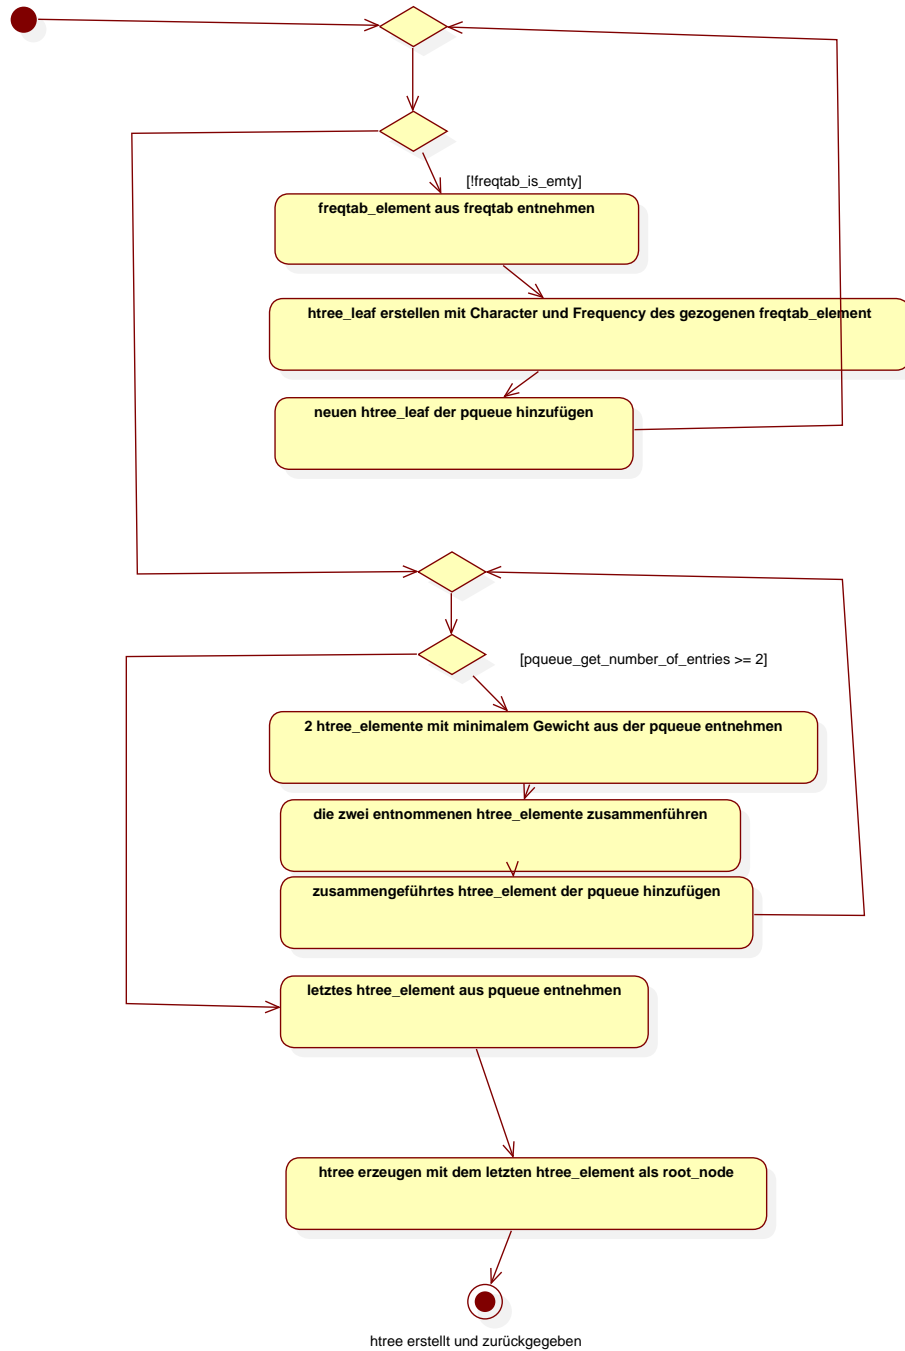 [!freqtab_is_emty]
freqtab_element aus freqtab entnehmen
htree_leaf erstellen mit Character und Frequency des gezogenen freqtab_element
neuen htree_leaf der pqueue hinzufügen
[pqueue_get_number_of_entries >= 2]
2 htree_elemente mit minimalem Gewicht aus der pqueue entnehmen
die zwei entnommenen htree_elemente zusammenführen
zusammengeführtes htree_element der pqueue hinzufügen
letztes htree_element aus pqueue entnehmen
htree erzeugen mit dem letzten htree_element als root_node
htree erstellt und zurückgegeben